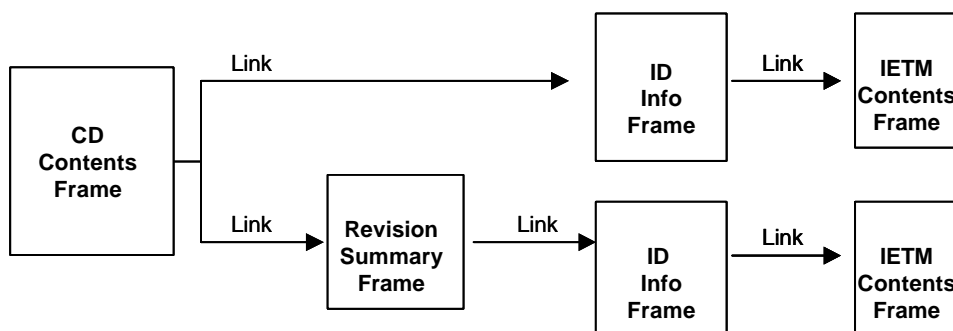 Link
ID
Info
Frame
Link
IETM
Contents
Frame
CD
Contents
Frame
Link
Revision
Summary
Frame
Link
ID
Info
Frame
Link
IETM
Contents
Frame